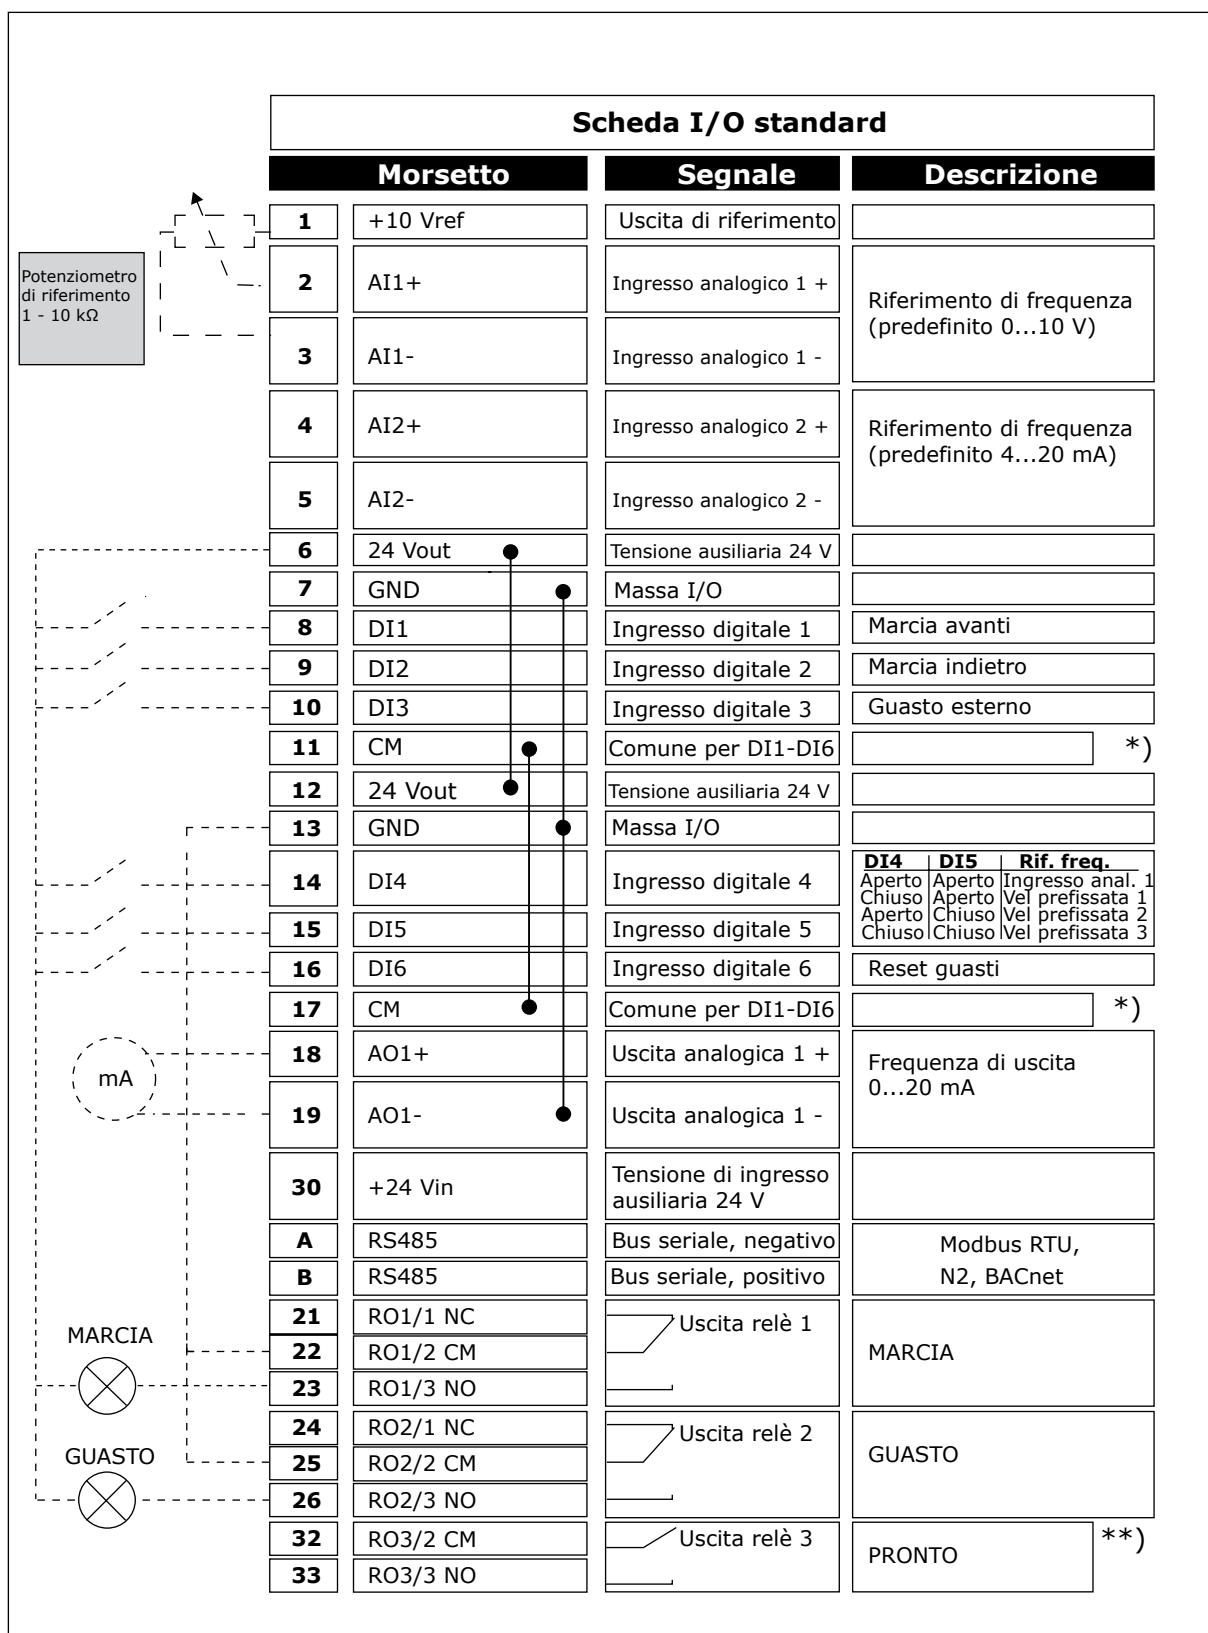 Scheda I/O standard
Morsetto Segnale Descrizione
1 +10 Vref Uscita di riferimento
Potenziometro
di riferimento
1 - 10 kΩ
2 AI1+ Ingresso analogico 1 +
Riferimento di frequenza
(predefinito 0...10 V)
3 AI1- Ingresso analogico 1 -
4 AI2+ Ingresso analogico 2 +
Riferimento di frequenza
(predefinito 4...20 mA)
5 AI2- Ingresso analogico 2 -
6 24 Vout Tensione ausiliaria 24 V
7 GND Massa I/O
8 DI1 Ingresso digitale 1 Marcia avanti
9 DI2 Ingresso digitale 2 Marcia indietro
10 DI3 Ingresso digitale 3 Guasto esterno
11 CM Comune per DI1-DI6 *)
12 24 Vout Tensione ausiliaria 24 V
13 GND Massa I/O
14 DI4 Ingresso digitale 4
DI4 DI5 Rif. freq.
Aperto Aperto Ingresso anal. 1
Chiuso Aperto Vel prefissata 1
Aperto Chiuso Vel prefissata 2
Chiuso Chiuso Vel prefissata 3
15 DI5 Ingresso digitale 5
16 DI6 Ingresso digitale 6 Reset guasti
17 CM Comune per DI1-DI6 *)
18 AO1+ Uscita analogica 1 +
Frequenza di uscita
0...20 mA
mA
19 AO1- Uscita analogica 1 -
30 +24 Vin Tensione di ingresso
ausiliaria 24 V
A RS485 Bus seriale, negativo
Modbus RTU,
N2, BACnet
B RS485 Bus seriale, positivo
21 RO1/1 NC Uscita relè 1
MARCIA
22 RO1/2 CM MARCIA
23 RO1/3 NO
24 RO2/1 NC Uscita relè 2
GUASTO
25 RO2/2 CM GUASTO
26 RO2/3 NO
32 RO3/2 CM Uscita relè 3 PRONTO **)
33 RO3/3 NO